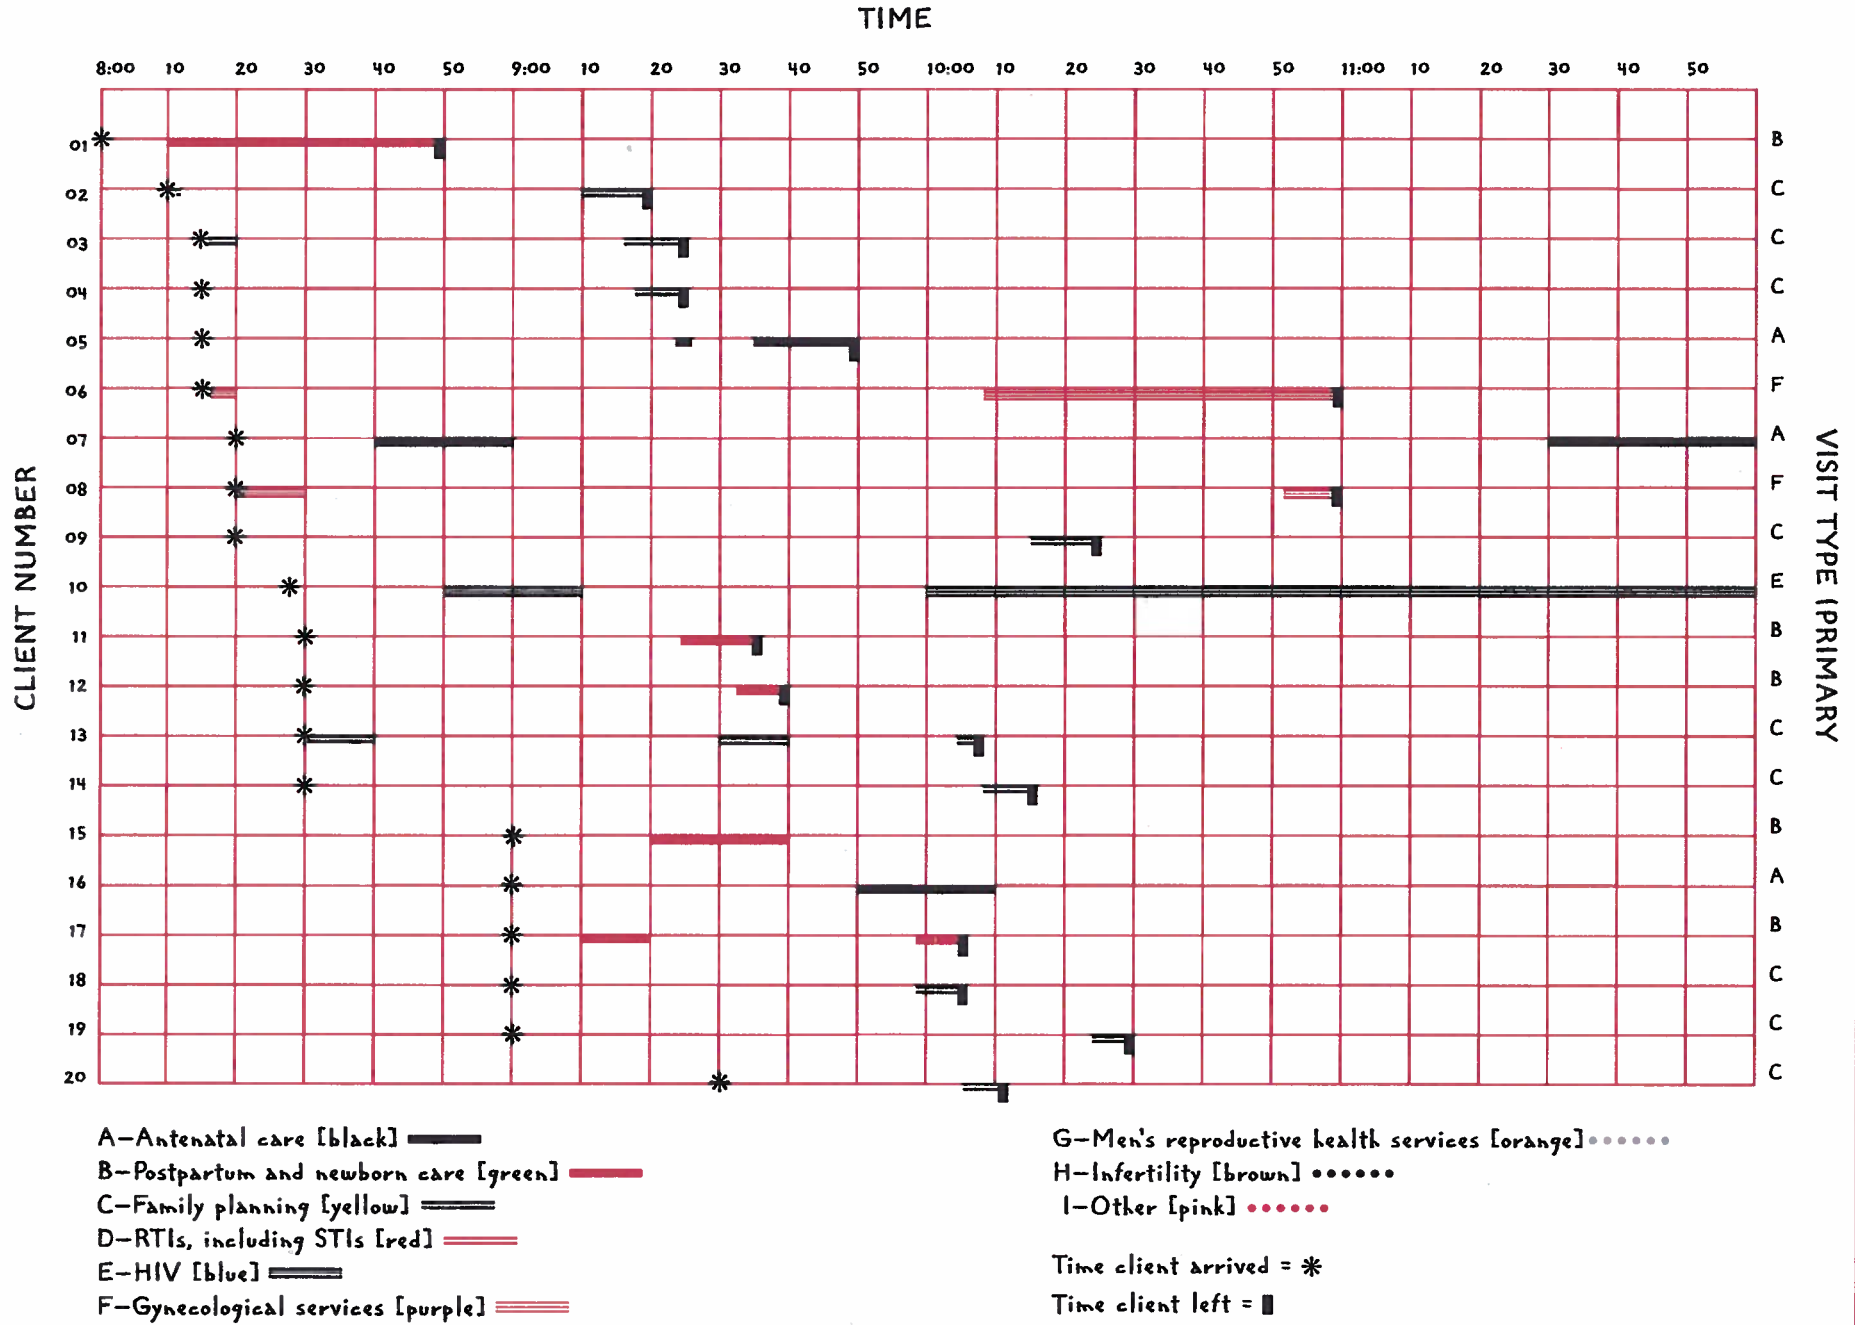 TIME
8:00 10 20 30 40 50 9:00 10 20 30 40 50 10:00 10 20 30 40 50 11:00 10 20 30 40 50
01 B
02 C
03 C
04 C
05 A
06 F
07 A
08 F
09 C
10 E
11 B
12 B
13 C
14 C
15 B
16 A
17 B
18 C
19 C
20 C
CLIENT NUMBER
VISIT TYPE (PRIMARY
A–Antenatal care [black]
B–Postpartum and newborn care [green]
C–Family planning [yellow]
D–RTIs, including STIs [red]
E–HIV [blue]
F–Gynecological services [purple]
G–Men's reproductive health services [orange]
H–Infertility [brown]
I–Other [pink]
Time client arrived = *
Time client left =